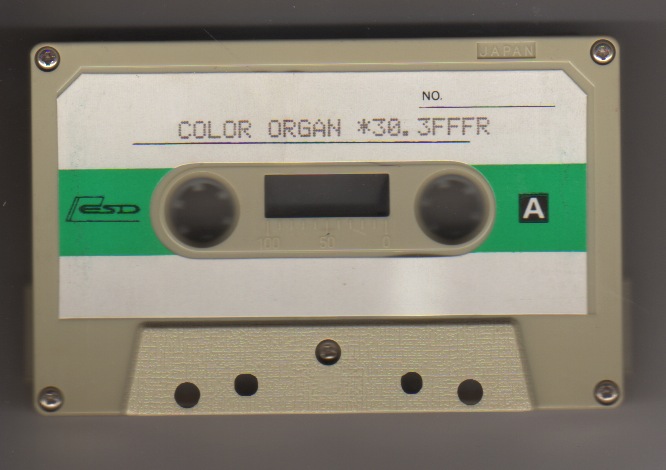 JAPAN
NO.
COLOR ORGAN *30.3FFFR
ESD
A
100 50 0